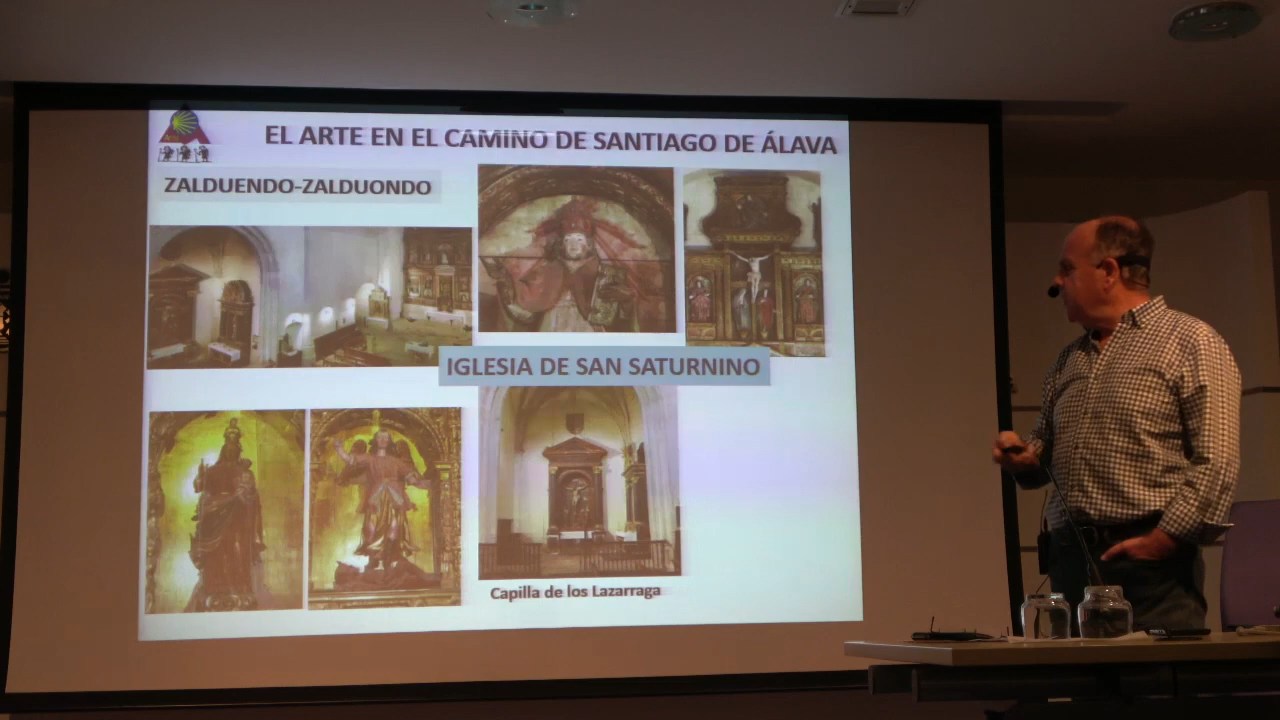 EL ARTE EN EL CAMINO DE SANTIAGO DE ÁLAVA
ZALDUENDO-ZALDUONDO
IGLESIA DE SAN SATURNINO
Capilla de los Lazarraga